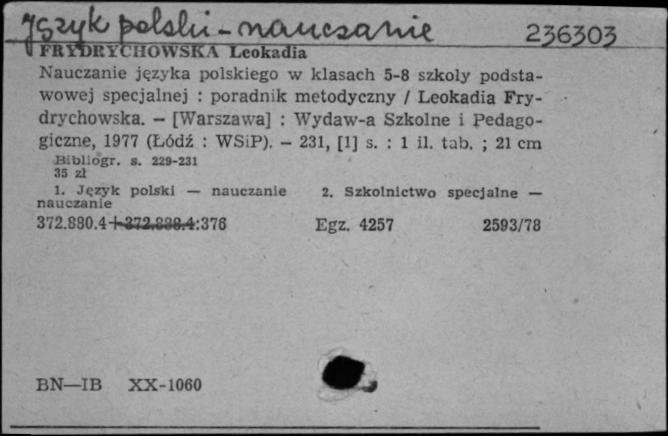 Język polski - nauczanie 236303
FRYDRYCHOWSKA Leokadia
Nauczanie języka polskiego w klasach 5-8 szkoły podsta-
wowej specjalnej : poradnik metodyczny / Leokadia Fry-
drychowska. — [Warszawa] : Wydaw-a Szkolne i Pedago-
giczne, 1977 (Łódź : WSiP). — 231, [1] s. : 1 il. tab. ; 21 cm
Bibliogr. s. 229-231
35 zł
1. Język polski — nauczanie 2. Szkolnictwo specjalne —
nauczanie
372.880.4+372.888.4:376 Egz. 4257 2593/78
BN—IB XX-1060